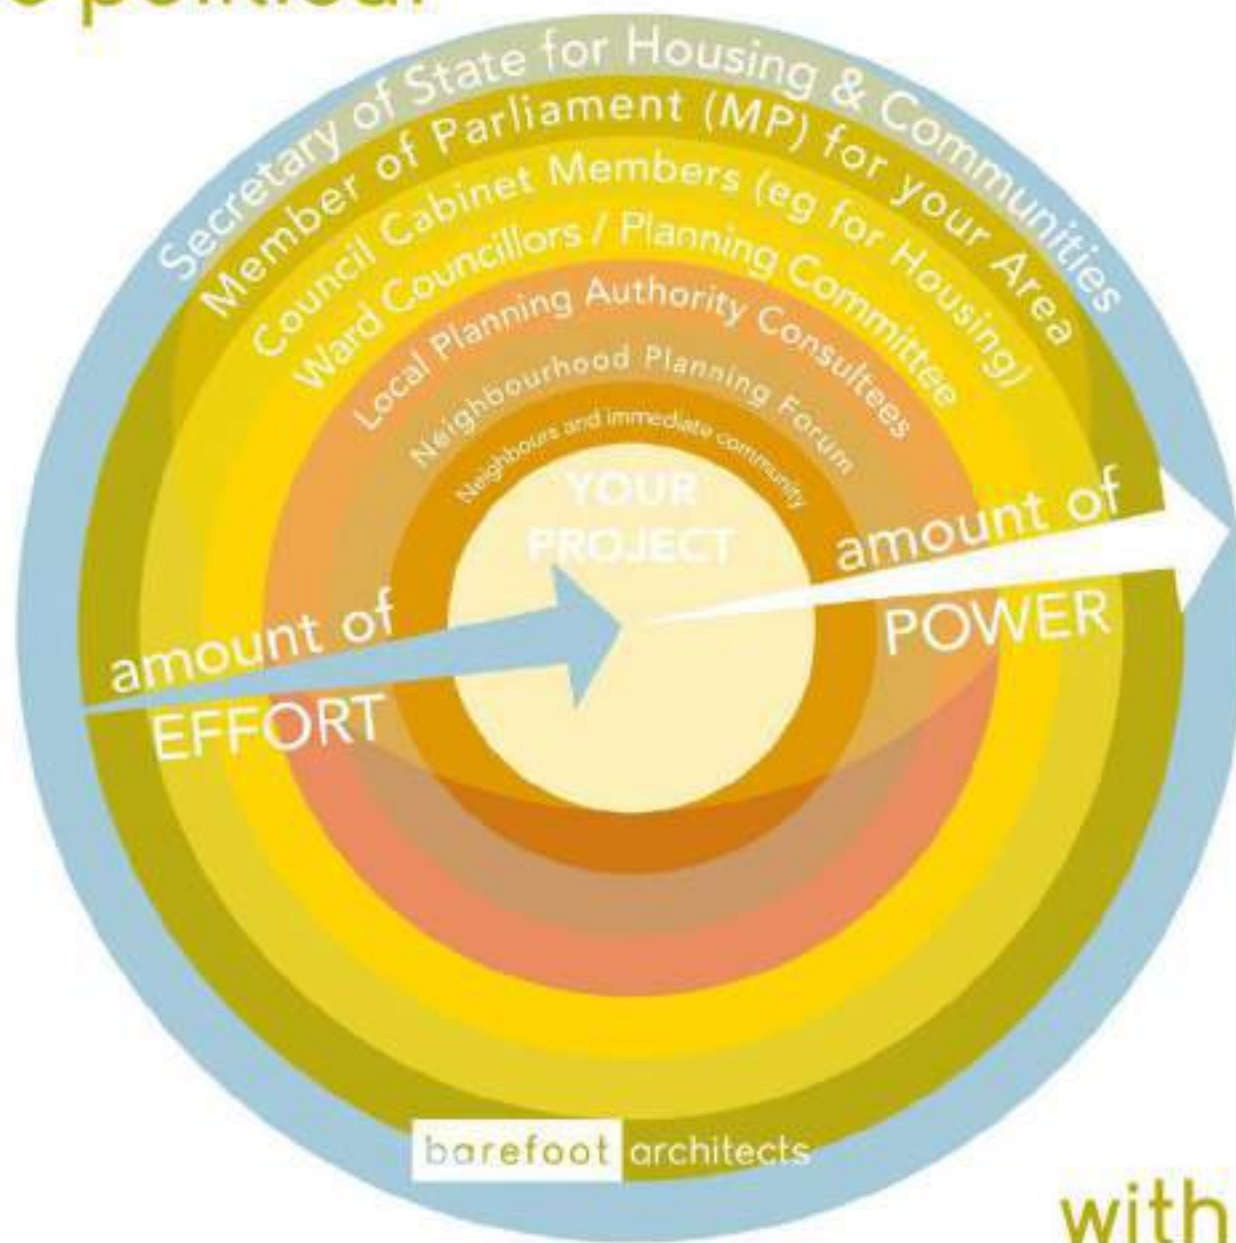 political
Secretary of State for Housing & Communities
Member of Parliament (MP) for your Area
Council Cabinet Members (eg for Housing)
Ward Councillors / Planning Committee
Local Planning Authority Consultees
Neighbourhood Planning Forum
Neighbours and immediate community
YOUR
PROJECT
amount of
POWER
amount of
EFFORT
barefoot architects
with